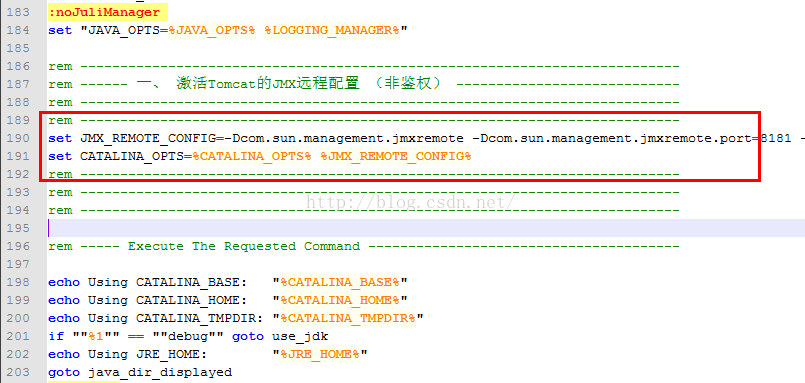 183 :noJuliManager
184 set "JAVA_OPTS=%JAVA_OPTS% %LOGGING_MANAGER%"
185
186 rem ---------------------------------------------------------------------------
187 rem ------ 一、 激活Tomcat的JMX远程配置 （非鉴权） ----------------------------
188 rem ---------------------------------------------------------------------------
189 rem ---------------------------------------------------------------------------
190 set JMX_REMOTE_CONFIG=-Dcom.sun.management.jmxremote -Dcom.sun.management.jmxremote.port=8181 -
191 set CATALINA_OPTS=%CATALINA_OPTS% %JMX_REMOTE_CONFIG%
192 rem ---------------------------------------------------------------------------
193 rem ---------------------------------------------------------------------------
194 rem ---------------------------------------------------------------------------
http://blog.csdn.net/
195
196 rem ----- Execute The Requested Command ---------------------------------------
197
198 echo Using CATALINA_BASE:   "%CATALINA_BASE%"
199 echo Using CATALINA_HOME:   "%CATALINA_HOME%"
200 echo Using CATALINA_TMPDIR: "%CATALINA_TMPDIR%"
201 if ""%1"" == ""debug"" goto use_jdk
202 echo Using JRE_HOME:        "%JRE_HOME%"
203 goto java_dir_displayed